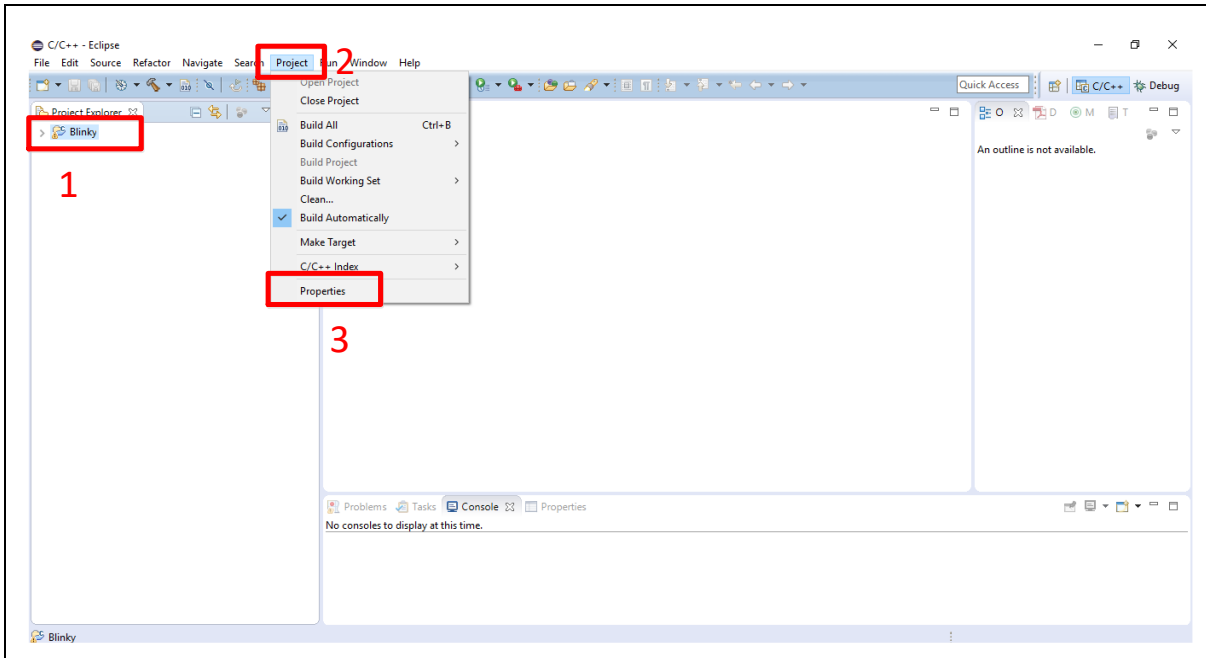 C/C++ - Eclipse
File Edit Source Refactor Navigate Search Project Run Window Help
2
Quick Access C/C++ Debug
Project Explorer
Blinky
1
Open Project
Close Project
Build All Ctrl+B
Build Configurations
Build Project
Build Working Set
Clean...
Build Automatically
Make Target
C/C++ Index
Properties
3
O D M T
An outline is not available.
Problems Tasks Console Properties
No consoles to display at this time.
Blinky